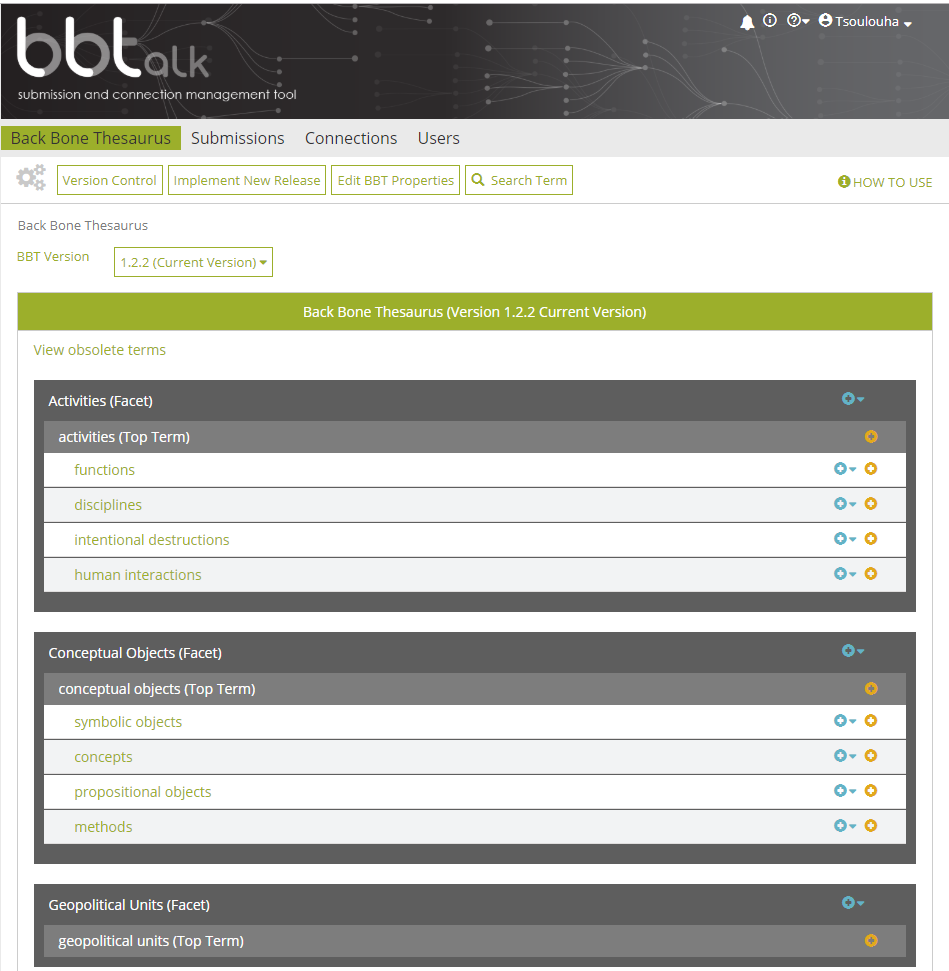 Tsoulouha
bbtalk
submission and connection management tool
Back Bone Thesaurus Submissions Connections Users
Version Control Implement New Release Edit BBT Properties Search Term HOW TO USE
Back Bone Thesaurus
BBT Version 1.2.2 (Current Version)
Back Bone Thesaurus (Version 1.2.2 Current Version)
View obsolete terms
Activities (Facet)
activities (Top Term)
functions
disciplines
intentional destructions
human interactions
Conceptual Objects (Facet)
conceptual objects (Top Term)
symbolic objects
concepts
propositional objects
methods
Geopolitical Units (Facet)
geopolitical units (Top Term)